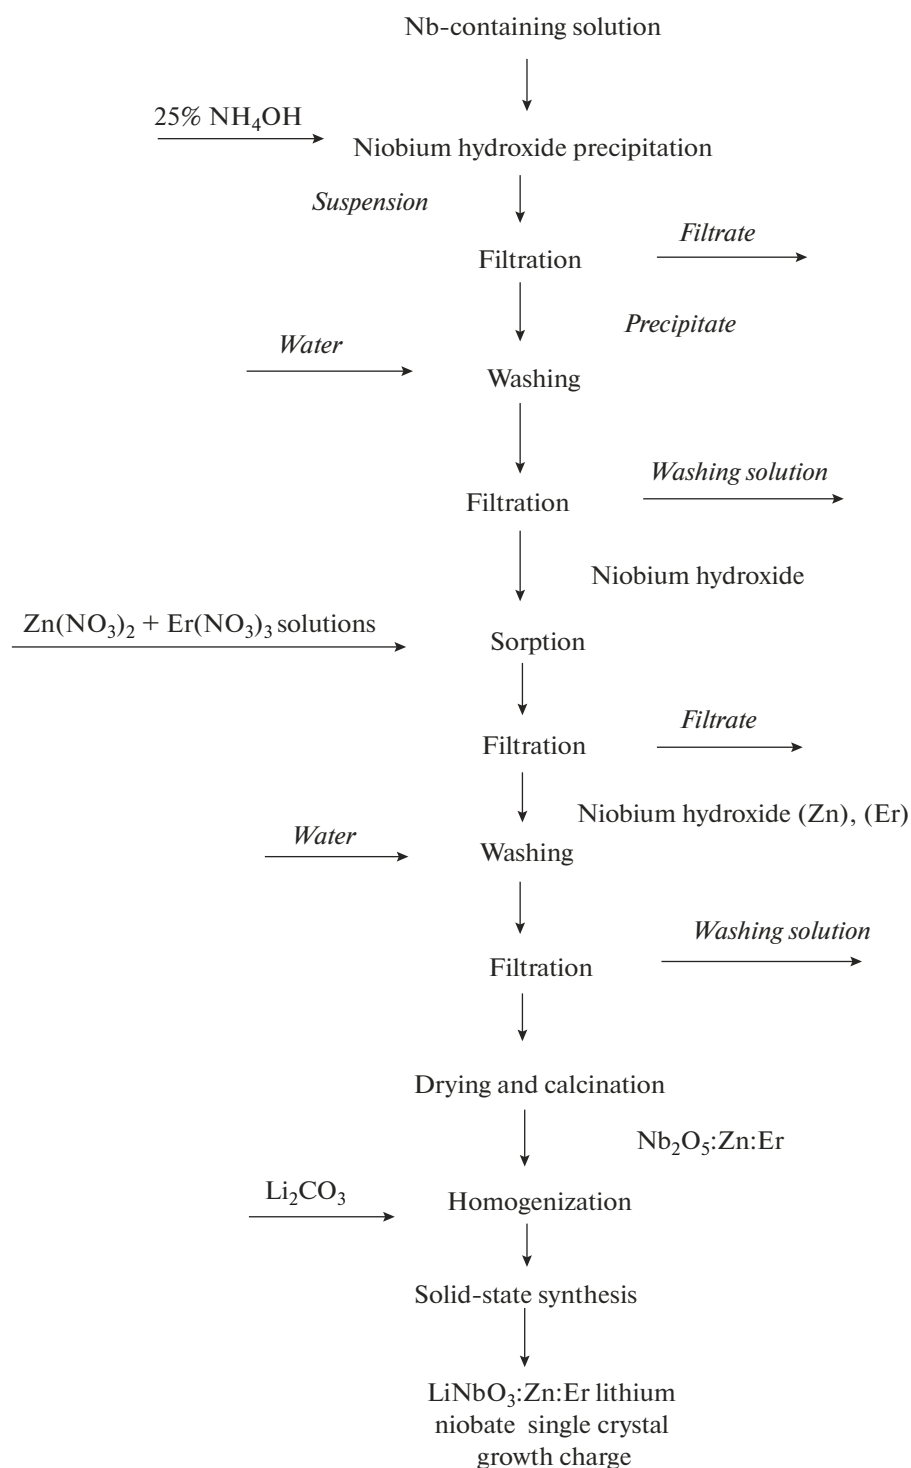 Nb-containing solution
25% NH₄OH
Niobium hydroxide precipitation
Suspension
Filtrate
Filtration
Precipitate
Water
Washing
Washing solution
Filtration
Niobium hydroxide
Zn(NO₃)₂ + Er(NO₃)₃ solutions
Sorption
Filtrate
Filtration
Niobium hydroxide (Zn), (Er)
Water
Washing
Washing solution
Filtration
Drying and calcination
Nb₂O₅:Zn:Er
Li₂CO₃
Homogenization
Solid-state synthesis
LiNbO₃:Zn:Er lithium
niobate single crystal
growth charge